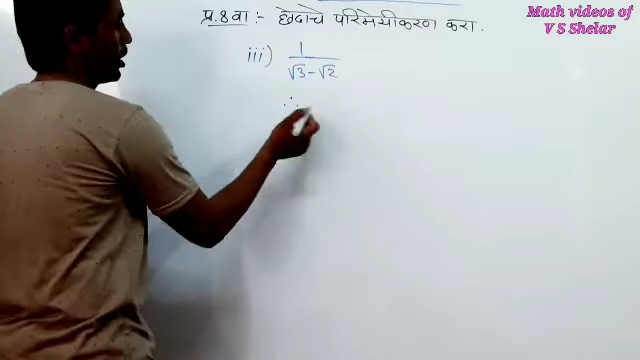 Math videos of
V S Shelar
प्र.8वा :- छेदाचे परिमेयीकरण करा.
iii) 1
√3-√2
∴